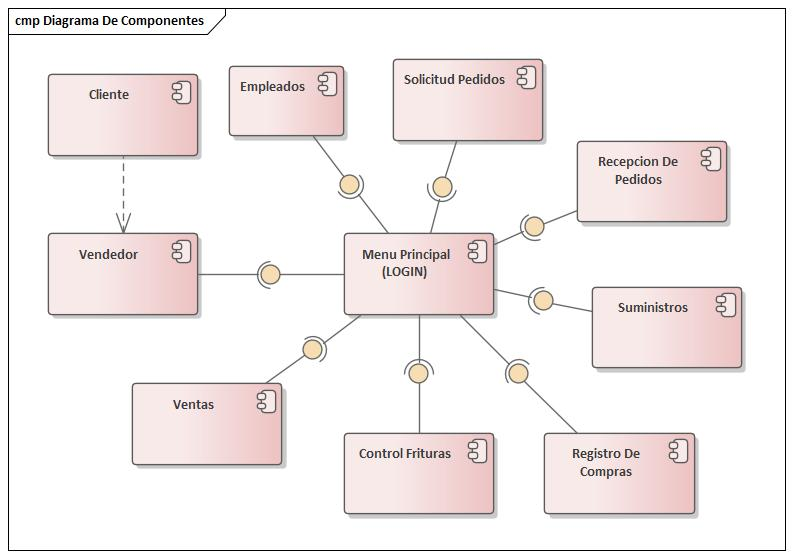 cmp Diagrama De Componentes
Cliente
Empleados
Solicitud Pedidos
Recepcion De
Pedidos
Vendedor
Menu Principal
(LOGIN)
Suministros
Ventas
Control Frituras
Registro De
Compras